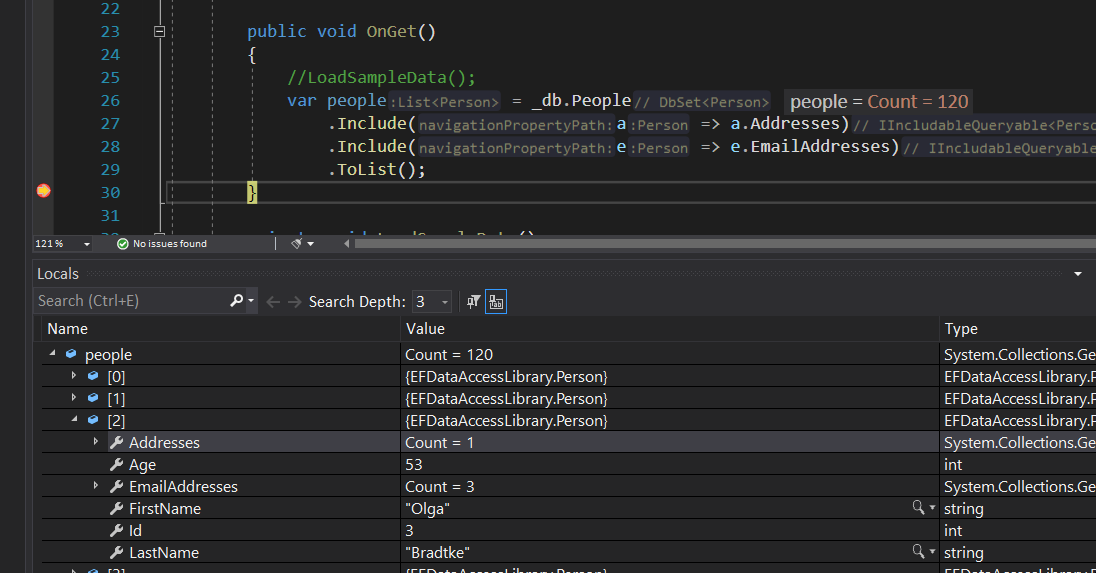 22
23 public void OnGet()
24 {
25 //LoadSampleData();
26 var people :List<Person> = _db.People // DbSet<Person> people = Count = 120
27 .Include( navigationPropertyPath: a :Person => a.Addresses) // IIncludableQueryable<Perso
28 .Include( navigationPropertyPath: e :Person => e.EmailAddresses) // IIncludableQueryable
29 .ToList();
30 }
31
121 % No issues found
Locals
Search (Ctrl+E) Search Depth: 3
Name Value Type
people Count = 120 System.Collections.Ge
[0] {EFDataAccessLibrary.Person} EFDataAccessLibrary.P
[1] {EFDataAccessLibrary.Person} EFDataAccessLibrary.P
[2] {EFDataAccessLibrary.Person} EFDataAccessLibrary.P
Addresses Count = 1 System.Collections.Ge
Age 53 int
EmailAddresses Count = 3 System.Collections.Ge
FirstName "Olga" string
Id 3 int
LastName "Bradtke" string